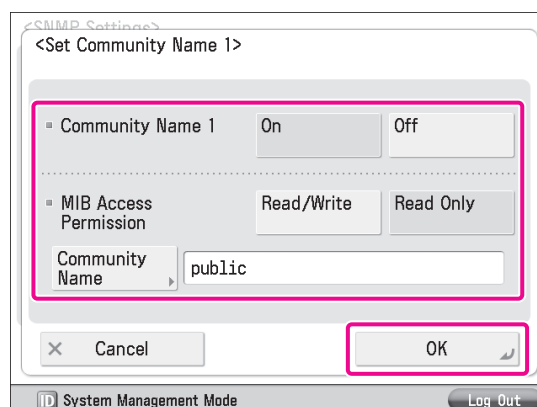 <SNMP Settings>
<Set Community Name 1>
Community Name 1 On Off
MIB Access Permission Read/Write Read Only
Community Name public
Cancel OK
ID System Management Mode Log Out